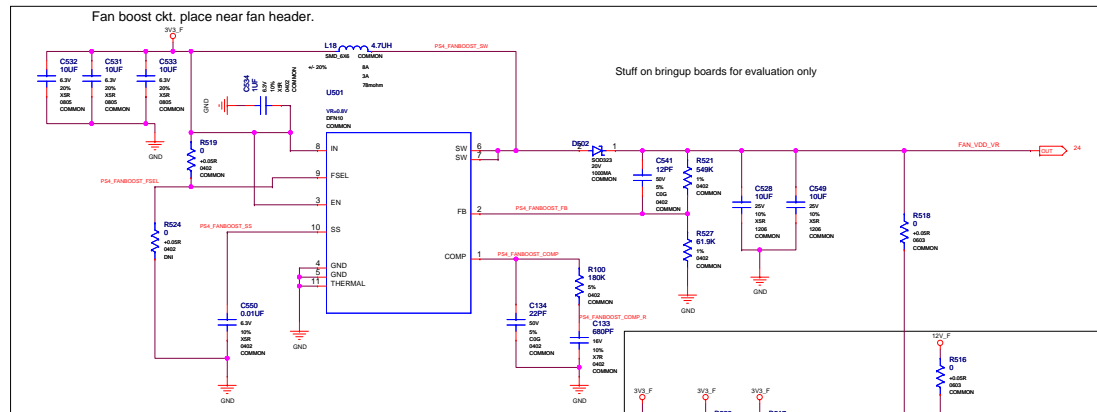 Fan boost ckt. place near fan header.
3V3_F
L18
4.7UH
SMD_6X6
COMMON
+/- 20%
8A
3A
78mohm
PS4_FANBOOST_SW
Stuff on bringup boards for evaluation only
C532
10UF
6.3V
20%
X5R
0805
COMMON
C531
10UF
6.3V
20%
X5R
0805
COMMON
C533
10UF
6.3V
20%
X5R
0805
COMMON
GND
C534
1UF
6.3V
10%
X5R
0402
COMMON
GND
U501
VR=0.8V
DFN10
COMMON
8 IN
9 FSEL
3 EN
10 SS
4 GND
5 GND
11 THERMAL
SW 6
SW 7
FB 2
COMP 1
R519
0
+0.05R
0402
COMMON
PS4_FANBOOST_FSEL
R524
0
+0.05R
0402
DNI
PS4_FANBOOST_SS
C550
0.01UF
6.3V
10%
X5R
0402
COMMON
GND
GND
D502
2
1
SOD323
20V
1000MA
COMMON
C541
12PF
50V
5%
C0G
0402
COMMON
R521
549K
1%
0402
COMMON
PS4_FANBOOST_FB
R527
61.9K
1%
0402
COMMON
GND
PS4_FANBOOST_COMP
R100
180K
5%
0402
COMMON
C134
22PF
50V
5%
C0G
0402
COMMON
PS4_FANBOOST_COMP_R
C133
680PF
16V
10%
X7R
0402
COMMON
GND
C528
10UF
25V
10%
X5R
1206
COMMON
C549
10UF
25V
10%
X5R
1206
COMMON
GND
FAN_VDD_VR
OUT
24
R518
0
+0.05R
0603
COMMON
12V_F
R516
0
+0.05R
0603
COMMON
3V3_F
3V3_F
3V3_F